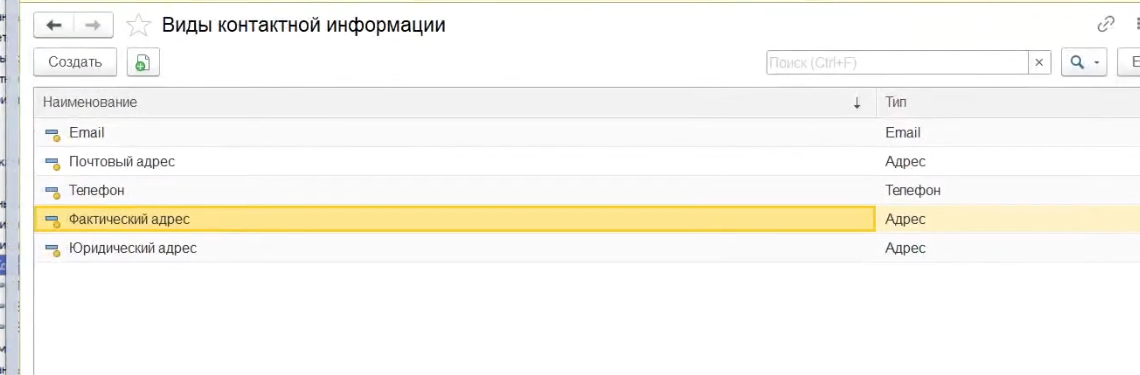 Виды контактной информации
Создать
Поиск (Ctrl+F)
Наименование ↓ Тип
Email Email
Почтовый адрес Адрес
Телефон Телефон
Фактический адрес Адрес
Юридический адрес Адрес